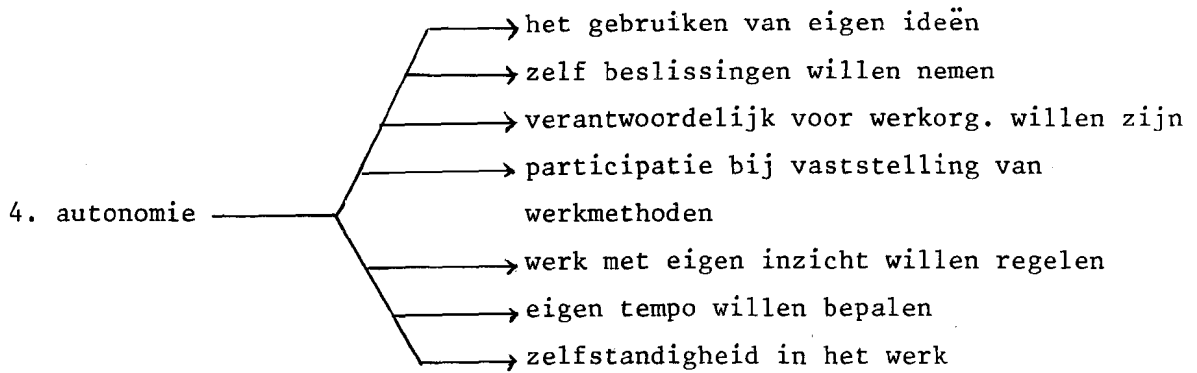 het gebruiken van eigen ideën
zelf beslissingen willen nemen
verantwoordelijk voor werkorg. willen zijn
participatie bij vaststelling van
werkmethoden
4. autonomie
werk met eigen inzicht willen regelen
eigen tempo willen bepalen
zelfstandigheid in het werk